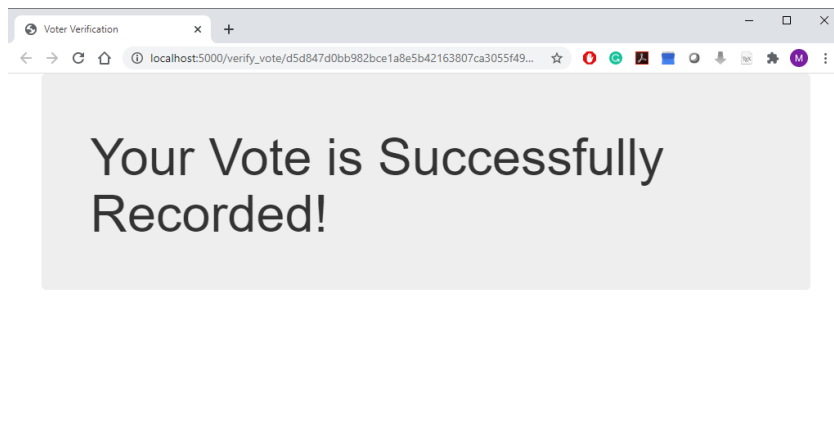 Voter Verification
localhost:5000/verify_vote/d5d847d0bb982bce1a8e5b42163807ca3055f49...
M
Your Vote is Successfully
Recorded!